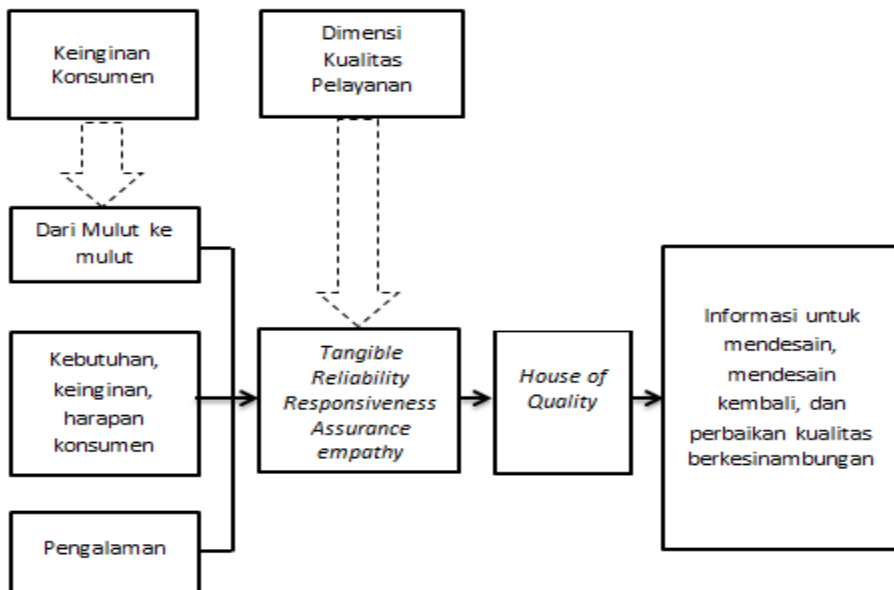 Keinginan
Konsumen
Dimensi
Kualitas
Pelayanan
Dari Mulut ke
mulut
Kebutuhan,
keinginan,
harapan
konsumen
Pengalaman
Tangible
Reliability
Responsiveness
Assurance
empathy
House of
Quality
Informasi untuk
mendesain,
mendesain
kembali, dan
perbaikan kualitas
berkesinambungan